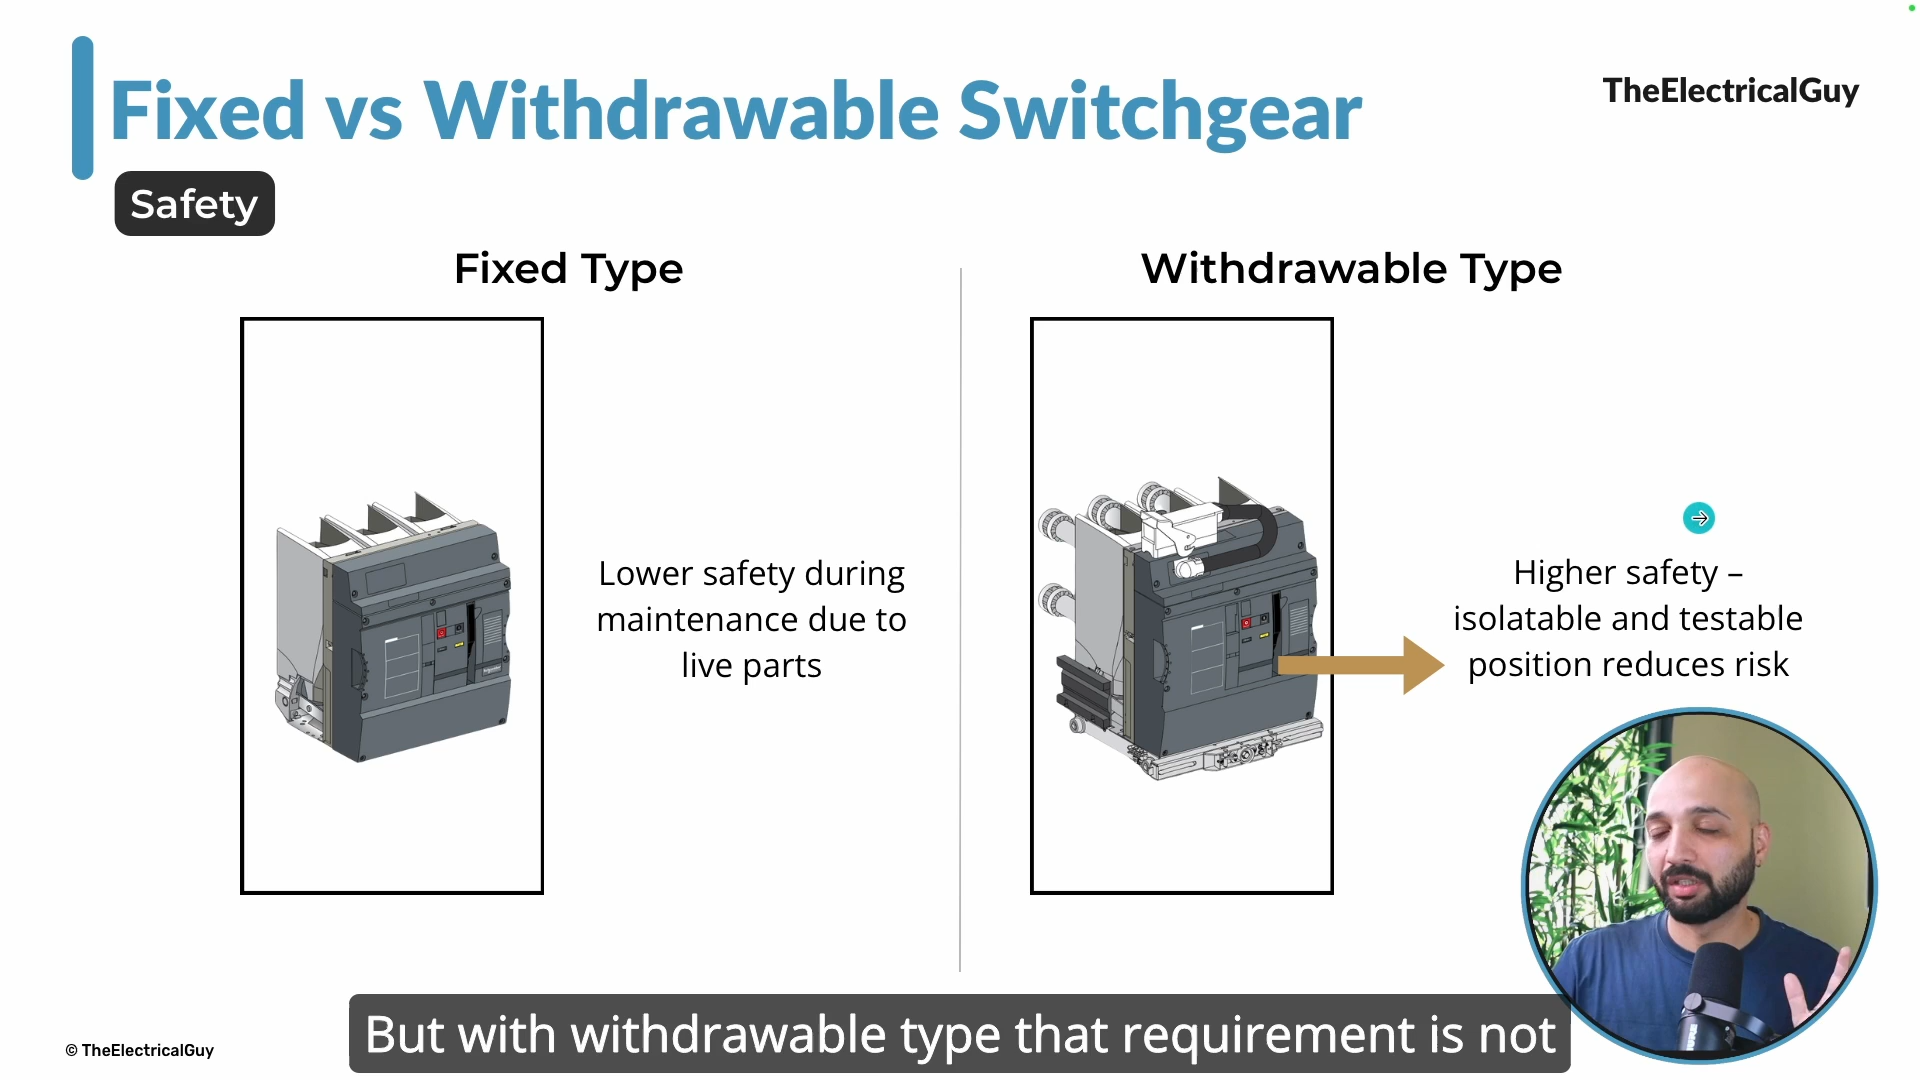 Fixed vs Withdrawable Switchgear
TheElectricalGuy
Safety
Fixed Type
Withdrawable Type
Lower safety during
maintenance due to
live parts
Higher safety –
isolatable and testable
position reduces risk
But with withdrawable type that requirement is not
© TheElectricalGuy